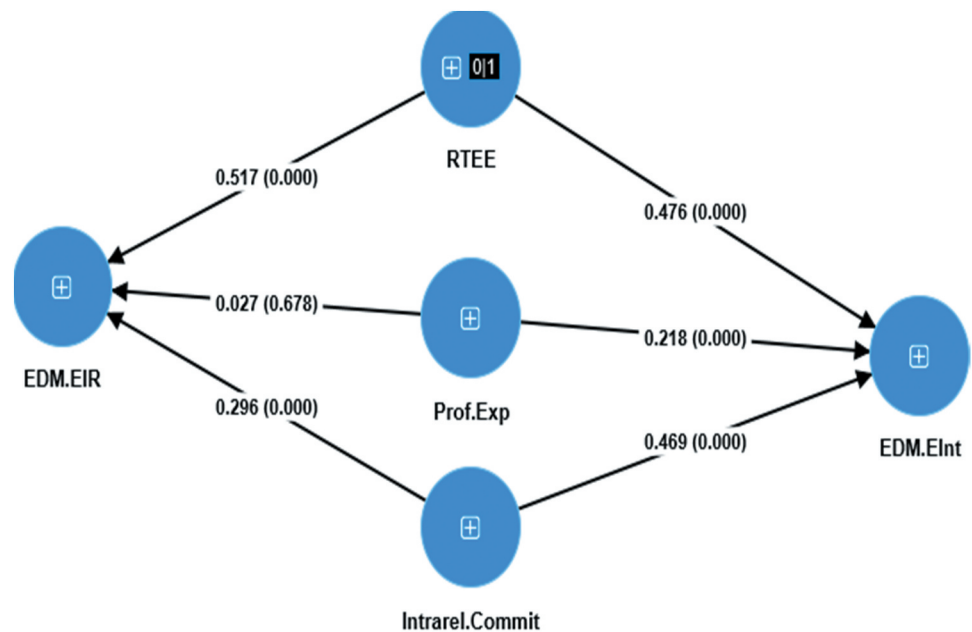 0|1
RTEE
0.517 (0.000)
0.476 (0.000)
0.027 (0.678)
0.218 (0.000)
EDM.EIR
Prof.Exp
0.296 (0.000)
0.469 (0.000)
EDM.EInt
Intrarel.Commit